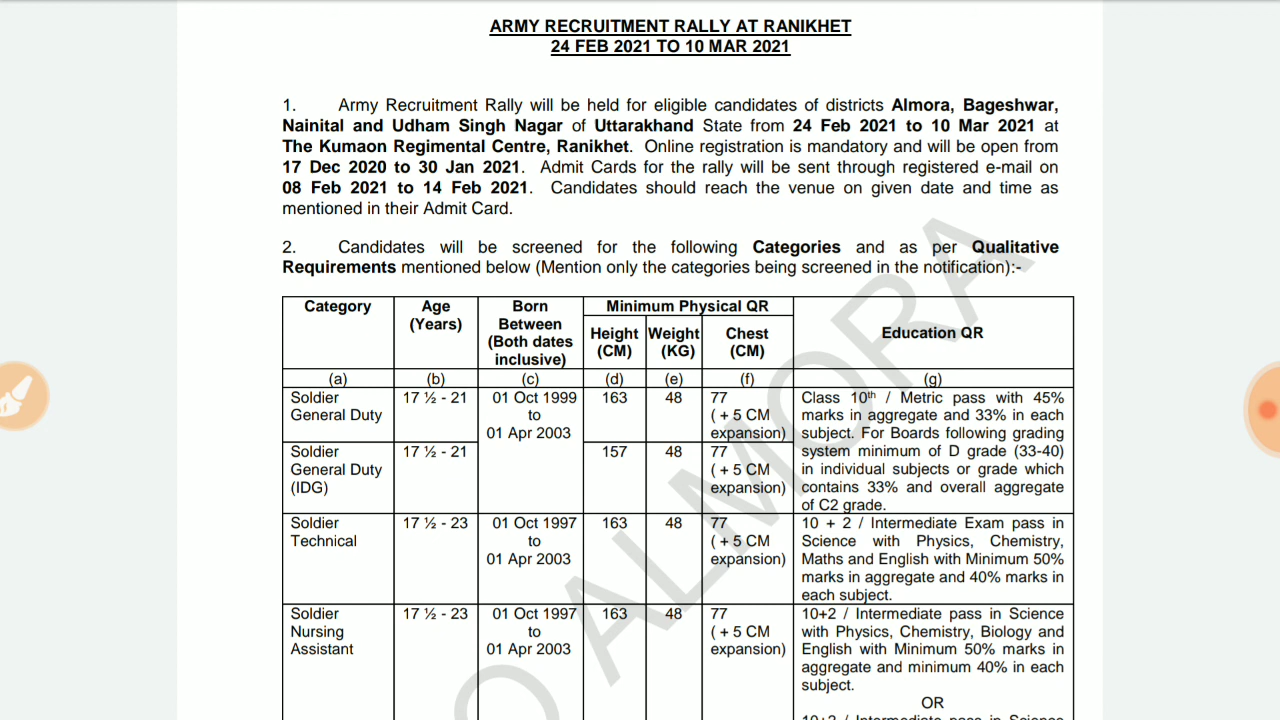 ARMY RECRUITMENT RALLY AT RANIKHET
24 FEB 2021 TO 10 MAR 2021
1. Army Recruitment Rally will be held for eligible candidates of districts Almora, Bageshwar,
Nainital and Udham Singh Nagar of Uttarakhand State from 24 Feb 2021 to 10 Mar 2021 at
The Kumaon Regimental Centre, Ranikhet. Online registration is mandatory and will be open from
17 Dec 2020 to 30 Jan 2021. Admit Cards for the rally will be sent through registered e-mail on
08 Feb 2021 to 14 Feb 2021. Candidates should reach the venue on given date and time as
mentioned in their Admit Card.
2. Candidates will be screened for the following Categories and as per Qualitative
Requirements mentioned below (Mention only the categories being screened in the notification):-
Category
Age
(Years)
Born
Between
(Both dates
inclusive)
Minimum Physical QR
Height
(CM)
Weight
(KG)
Chest
(CM)
Education QR
(a) (b) (c) (d) (e) (f) (g)
Soldier
General Duty
17 ½ - 21
01 Oct 1999
to
01 Apr 2003
163
48
77
( + 5 CM
expansion)
Class 10th / Metric pass with 45%
marks in aggregate and 33% in each
subject. For Boards following grading
system minimum of D grade (33-40)
in individual subjects or grade which
contains 33% and overall aggregate
of C2 grade.
Soldier
General Duty
(IDG)
17 ½ - 21
157
48
77
( + 5 CM
expansion)
Soldier
Technical
17 ½ - 23
01 Oct 1997
to
01 Apr 2003
163
48
77
( + 5 CM
expansion)
10 + 2 / Intermediate Exam pass in
Science with Physics, Chemistry,
Maths and English with Minimum 50%
marks in aggregate and 40% marks in
each subject.
Soldier
Nursing
Assistant
17 ½ - 23
01 Oct 1997
to
01 Apr 2003
163
48
77
( + 5 CM
expansion)
10+2 / Intermediate pass in Science
with Physics, Chemistry, Biology and
English with Minimum 50% marks in
aggregate and minimum 40% in each
subject.
OR
10+2 / Intermediate pass in Science
O ALMORA